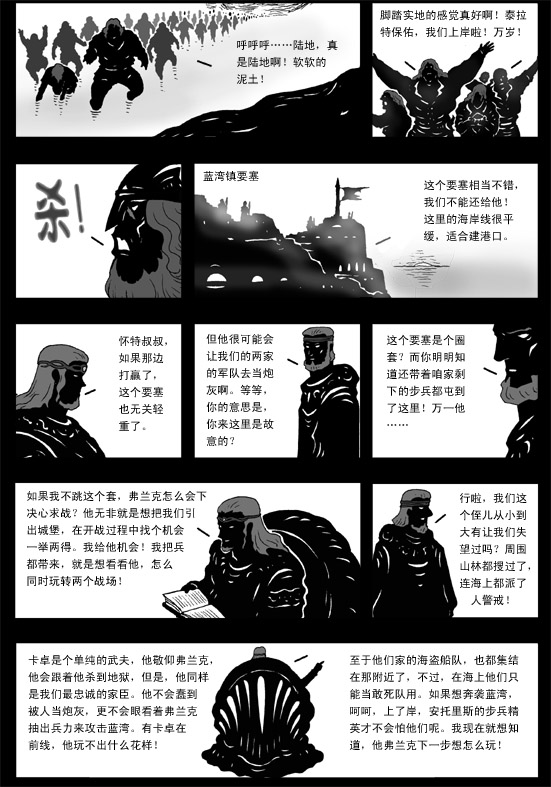 呼呼呼……陆地，真
是陆地啊！软软的
泥土！
脚踏实地的感觉真好啊！泰拉
特保佑，我们上岸啦！万岁！
杀！
蓝湾镇要塞
这个要塞相当不错，
我们不能还给他！
这里的海岸线很平
缓，适合建港口。
怀特叔叔，
如果那边
打赢了，
这个要塞
也无关轻
重了。
但他很可能会
让我们的两家
的军队去当炮
灰啊。等等，
你的意思是，
你来这里是故
意的？
这个要塞是个圈
套？而你明明知
道还带着咱家剩
下的步兵都屯到
了这里！万一他
……
如果我不跳这个套，弗兰克怎么会下
决心求战？他无非就是想把我们引
出城堡，在开战过程中找个机会
一举两得。我给他机会！我把兵
都带来，就是想看看他，怎么
同时玩转两个战场！
行啦，我们这
个侄儿从小到
大有让我们失
望过吗？周围
山林都搜过了，
连海上都派了
人警戒！
卡卓是个单纯的武夫，他敬仰弗兰克，
他会跟着他杀到地狱，但是，他同样
是我们最忠诚的家臣。他不会蠢到
被人当炮灰，更不会眼看着弗兰克
抽出兵力来攻击蓝湾。有卡卓在
前线，他玩不出什么花样！
至于他们家的海盗船队，也都集结
在那附近了，不过，在海上他们只
能当敢死队用。如果想奔袭蓝湾，
呵呵，上了岸，安托里斯的步兵精
英才不会怕他们呢。我现在就想知
道，他弗兰克下一步想怎么玩！